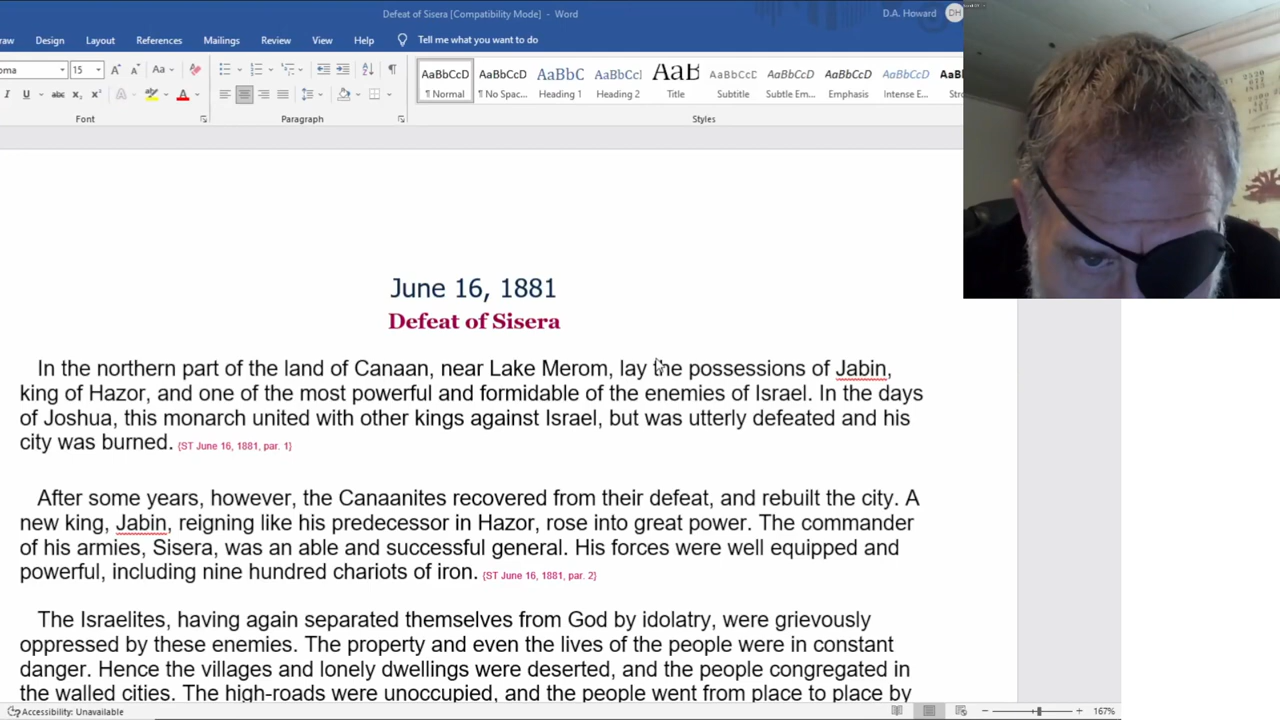 Defeat of Sisera [Compatibility Mode] - Word
D.A. Howard DH
raw Design Layout References Mailings Review View Help Tell me what you want to do
oma 15 A A Aa A
I U abc x₂ x² A A
AaBbCcD AaBbCcD AaBbC AaBbCcI AaB AaBbCcD AaBbCcD AaBbCcD AaBbCcD AaB
¶ Normal ¶ No Spac... Heading 1 Heading 2 Title Subtitle Subtle Em... Emphasis Intense E... Stro
Font Paragraph Styles
June 16, 1881
Defeat of Sisera
In the northern part of the land of Canaan, near Lake Merom, lay the possessions of Jabin,
king of Hazor, and one of the most powerful and formidable of the enemies of Israel. In the days
of Joshua, this monarch united with other kings against Israel, but was utterly defeated and his
city was burned. {ST June 16, 1881, par. 1}
After some years, however, the Canaanites recovered from their defeat, and rebuilt the city. A
new king, Jabin, reigning like his predecessor in Hazor, rose into great power. The commander
of his armies, Sisera, was an able and successful general. His forces were well equipped and
powerful, including nine hundred chariots of iron. {ST June 16, 1881, par. 2}
The Israelites, having again separated themselves from God by idolatry, were grievously
oppressed by these enemies. The property and even the lives of the people were in constant
danger. Hence the villages and lonely dwellings were deserted, and the people congregated in
the walled cities. The high-roads were unoccupied, and the people went from place to place by
Accessibility: Unavailable
167%